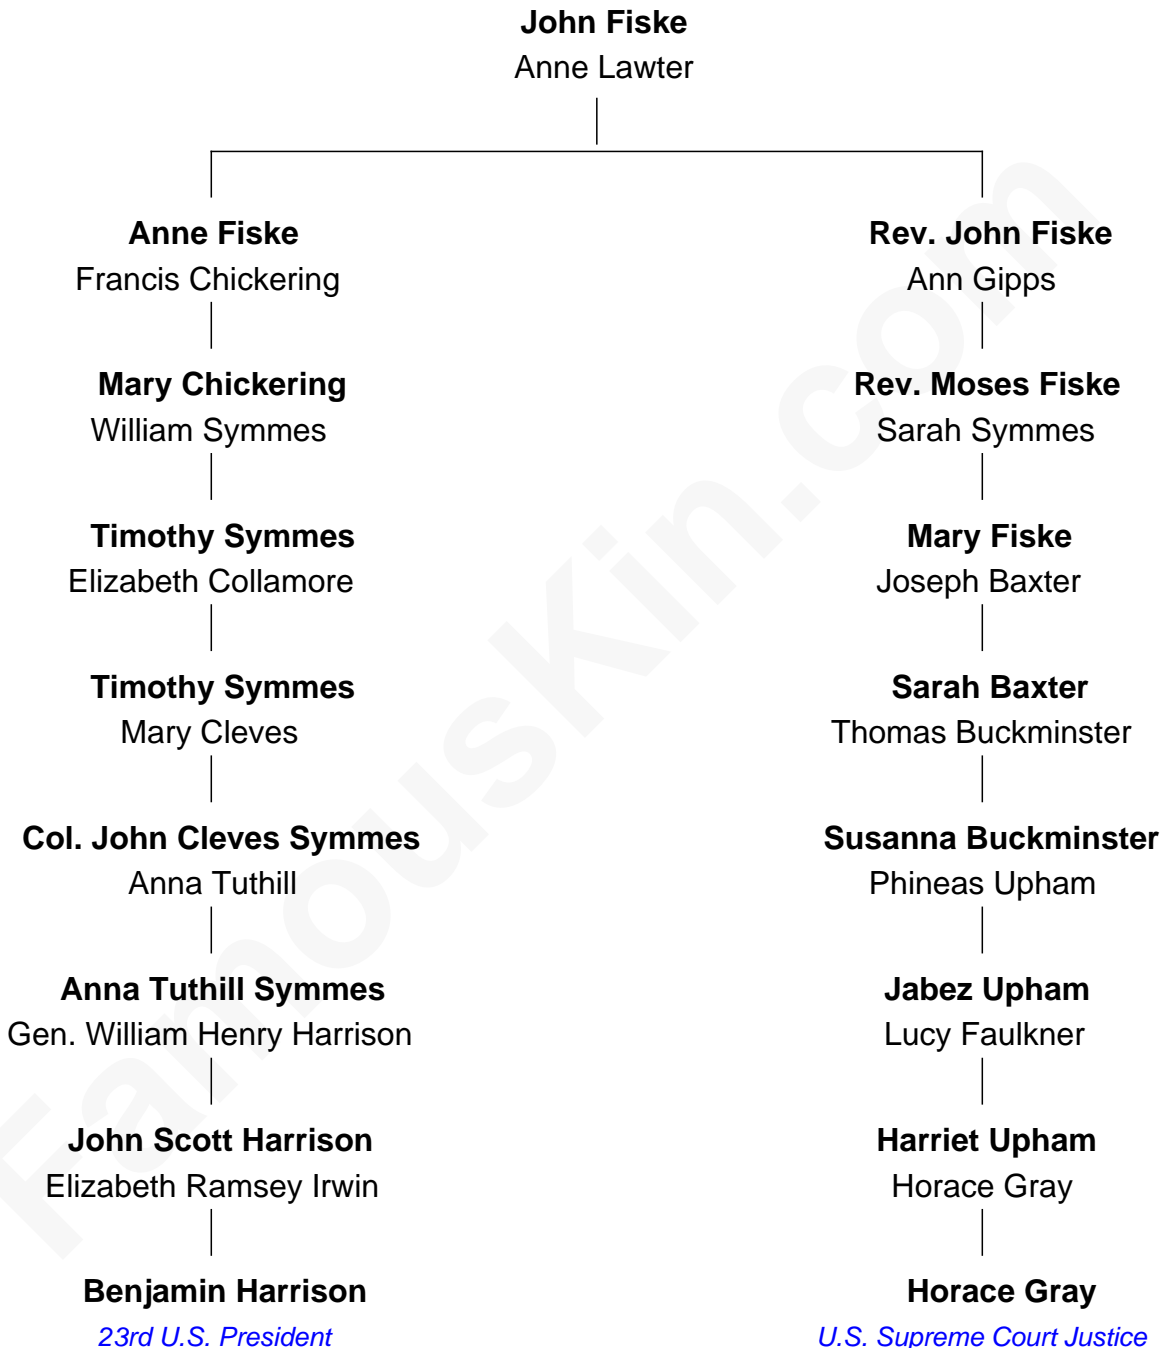 John Fiske
Anne Lawter
Anne Fiske
Francis Chickering
Rev. John Fiske
Ann Gipps
Mary Chickering
William Symmes
Rev. Moses Fiske
Sarah Symmes
Timothy Symmes
Elizabeth Collamore
Mary Fiske
Joseph Baxter
Timothy Symmes
Mary Cleves
Sarah Baxter
Thomas Buckminster
Col. John Cleves Symmes
Anna Tuthill
Susanna Buckminster
Phineas Upham
Anna Tuthill Symmes
Gen. William Henry Harrison
Jabez Upham
Lucy Faulkner
John Scott Harrison
Elizabeth Ramsey Irwin
Harriet Upham
Horace Gray
Benjamin Harrison
23rd U.S. President
Horace Gray
U.S. Supreme Court Justice
FamousKin.com